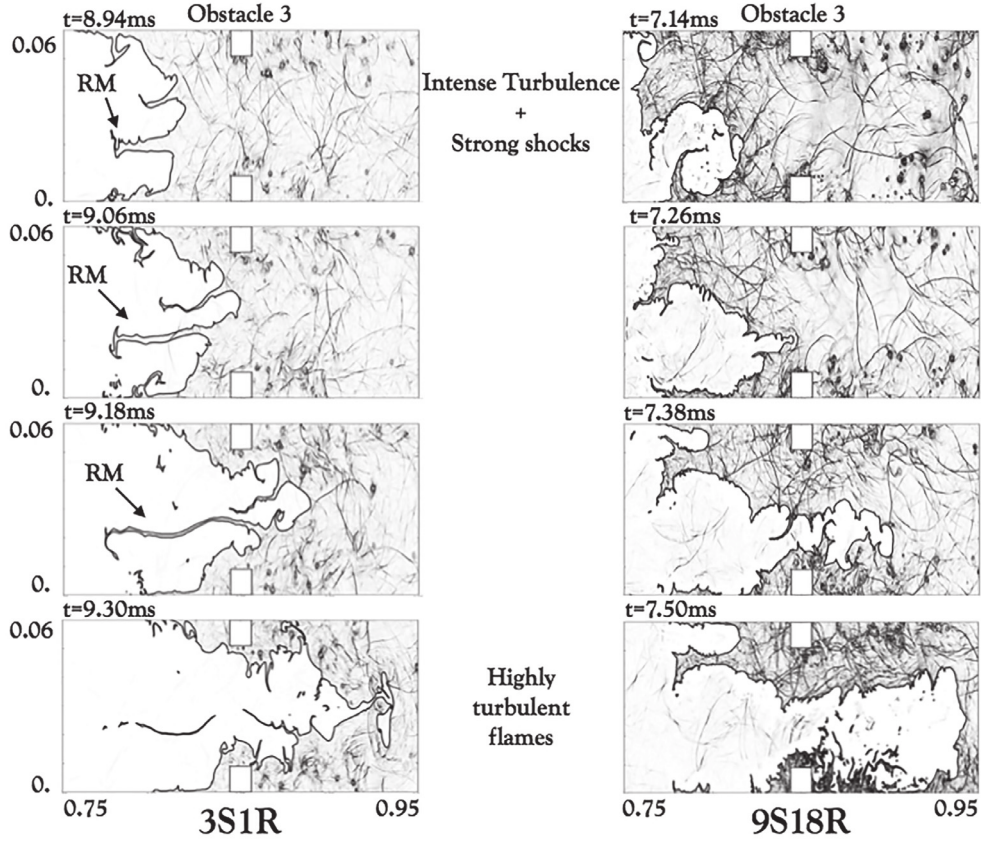 t=8.94ms Obstacle 3
0.06
RM
0.
Intense Turbulence
+
Strong shocks
t=7.14ms Obstacle 3
t=9.06ms
0.06
RM
0.
t=7.26ms
t=9.18ms
0.06
RM
0.
t=7.38ms
t=9.30ms
0.06
0.
Highly
turbulent
flames
t=7.50ms
0.75 0.95
3S1R
0.75 0.95
9S18R